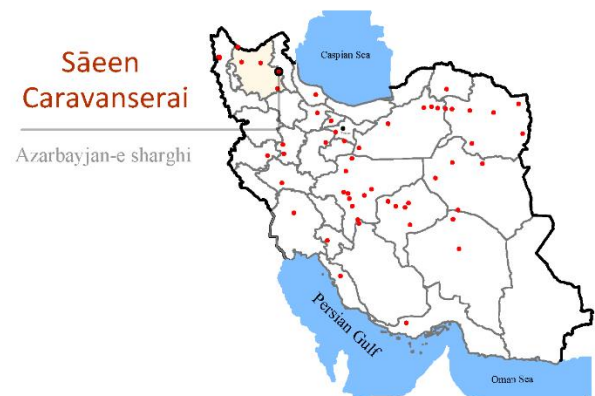 Sāeen
Caravanserai
Azarbayjan-e sharghi
Caspian Sea
Persian Gulf
Oman Sea